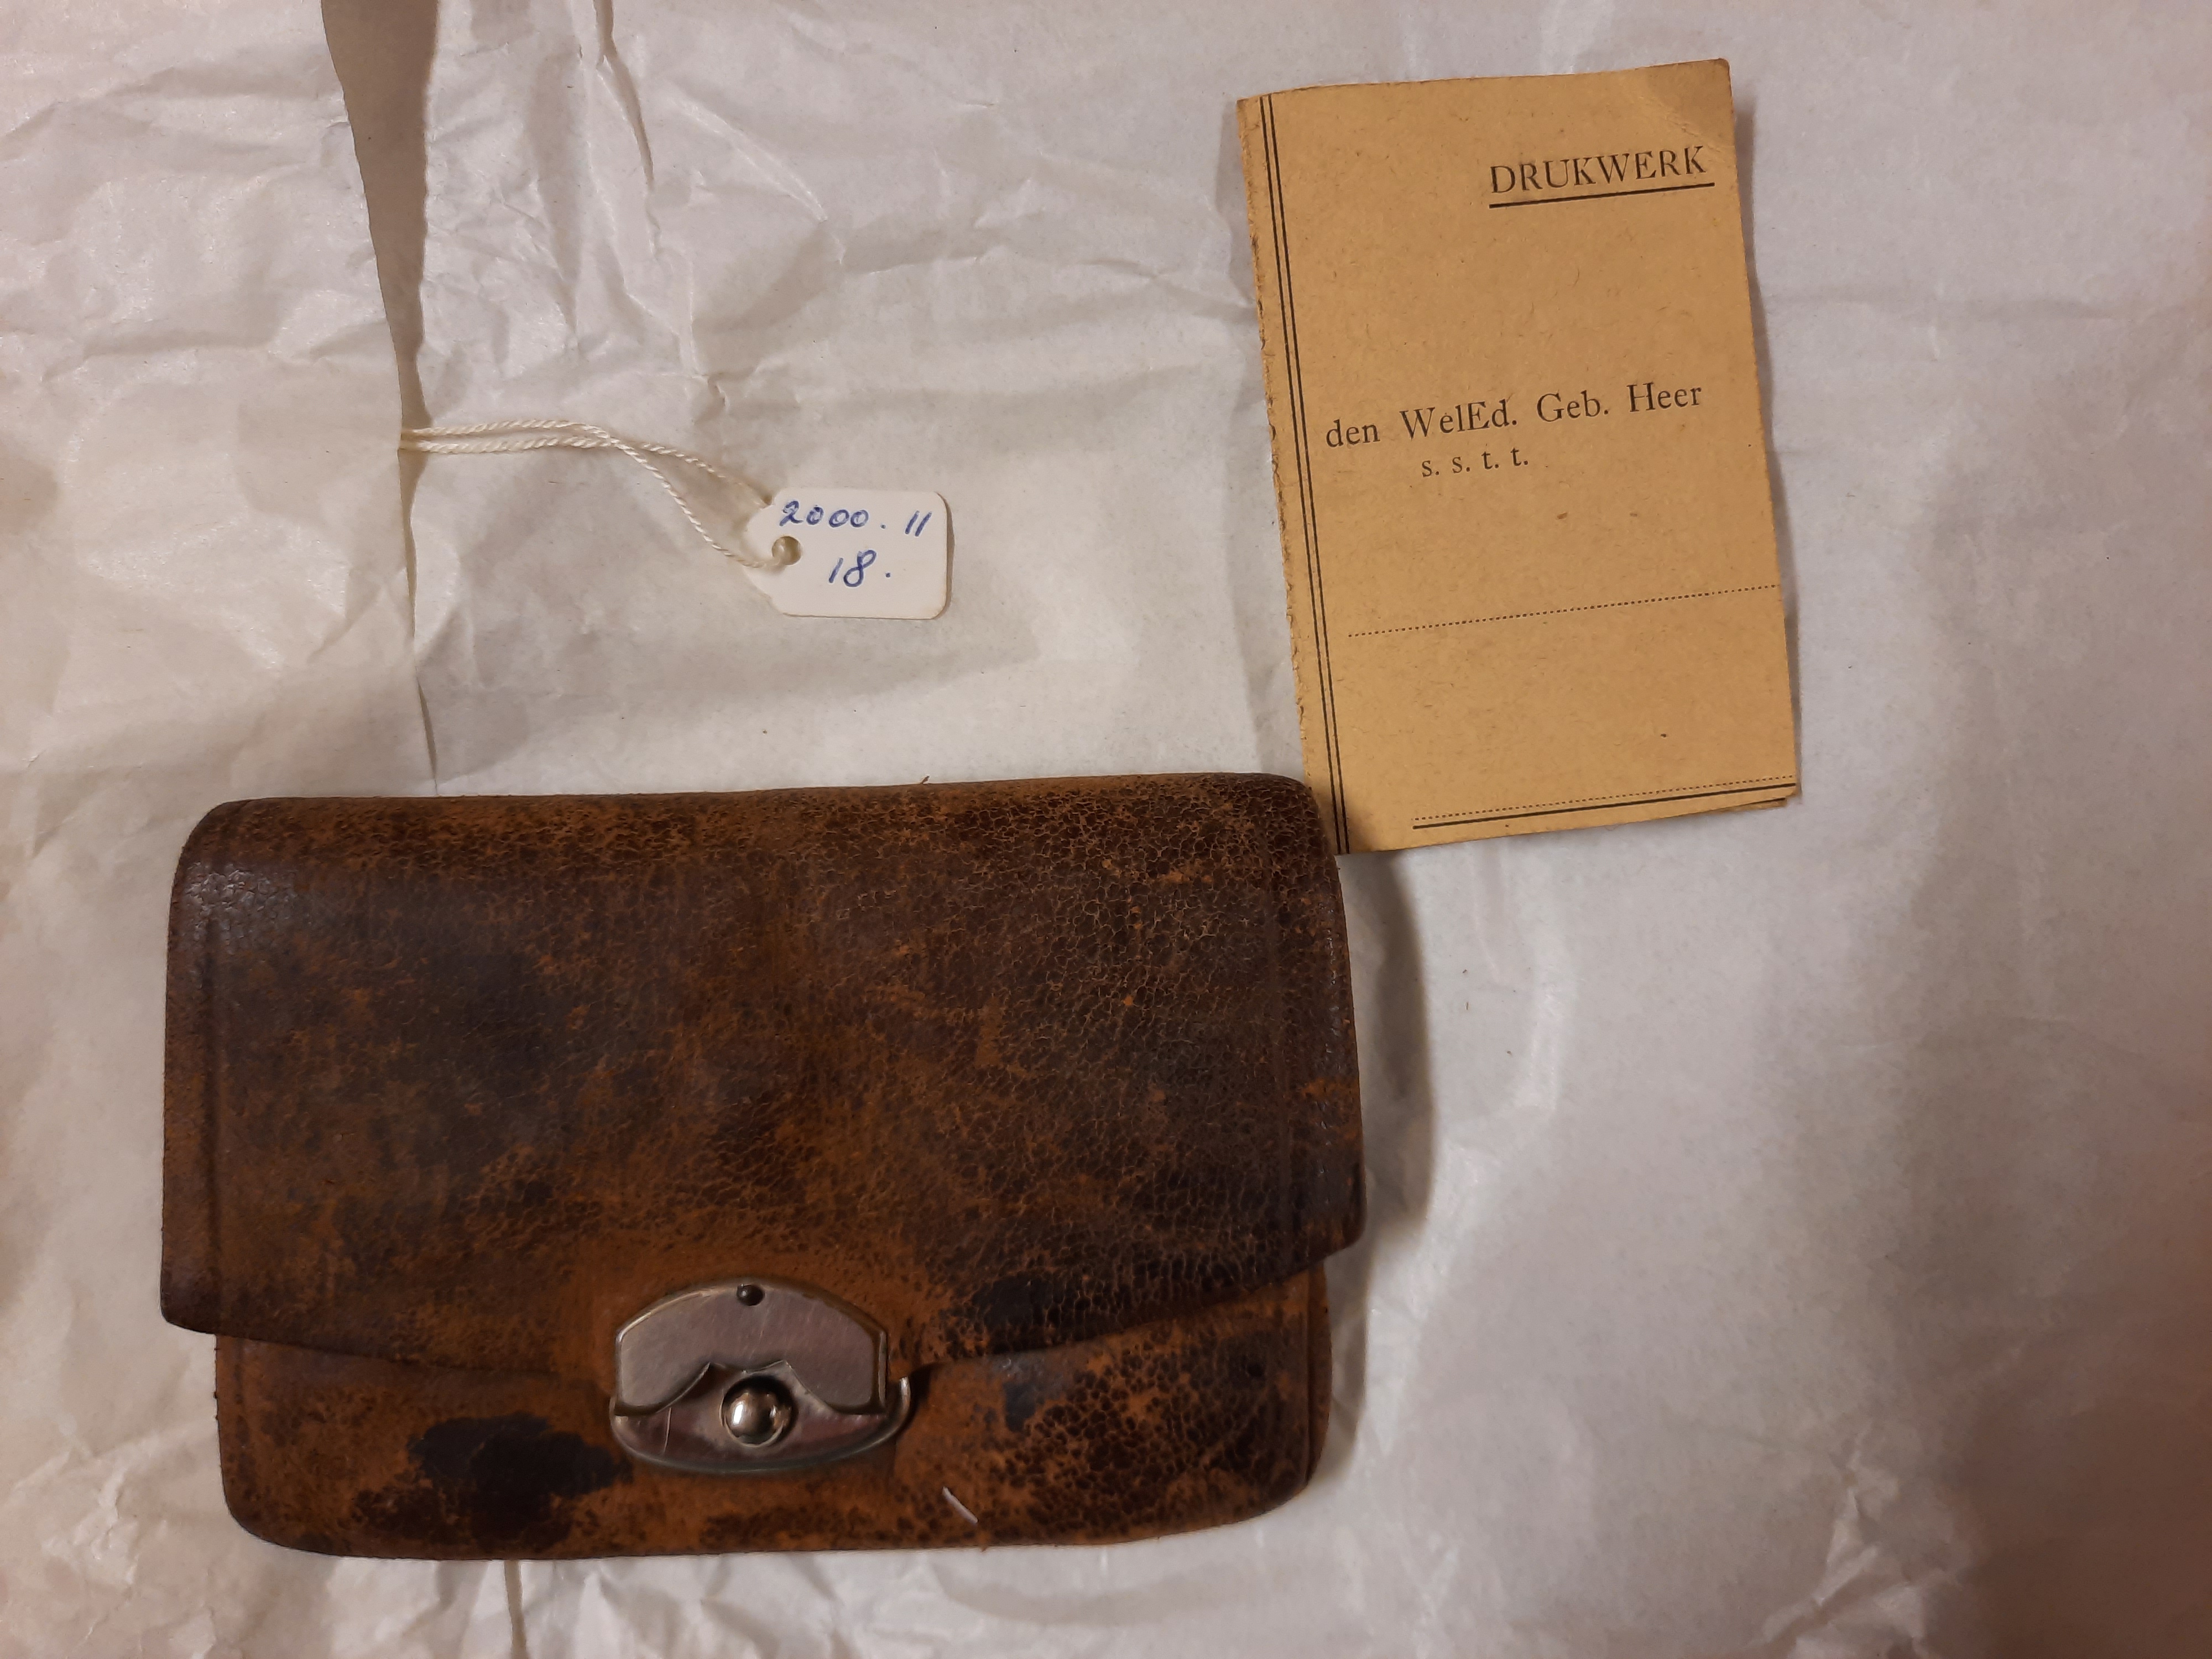 2000.11
18.
DRUKWERK
den WelEd. Geb. Heer
s. s. t. t.